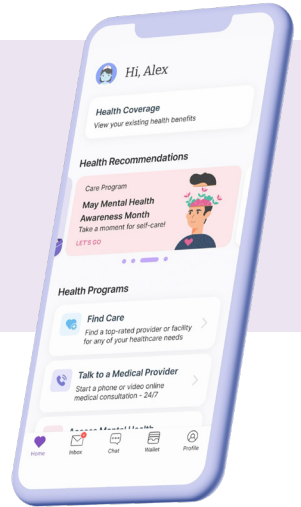 Hi, Alex
Health Coverage
View your existing health benefits
Health Recommendations
Care Program
May Mental Health
Awareness Month
Take a moment for self-care!
LET'S GO
Health Programs
Find Care
Find a top-rated provider or facility
for any of your healthcare needs
Talk to a Medical Provider
Start a phone or video online
medical consultation - 24/7
Access Mental Health
Home
Inbox
Chat
Wallet
Profile